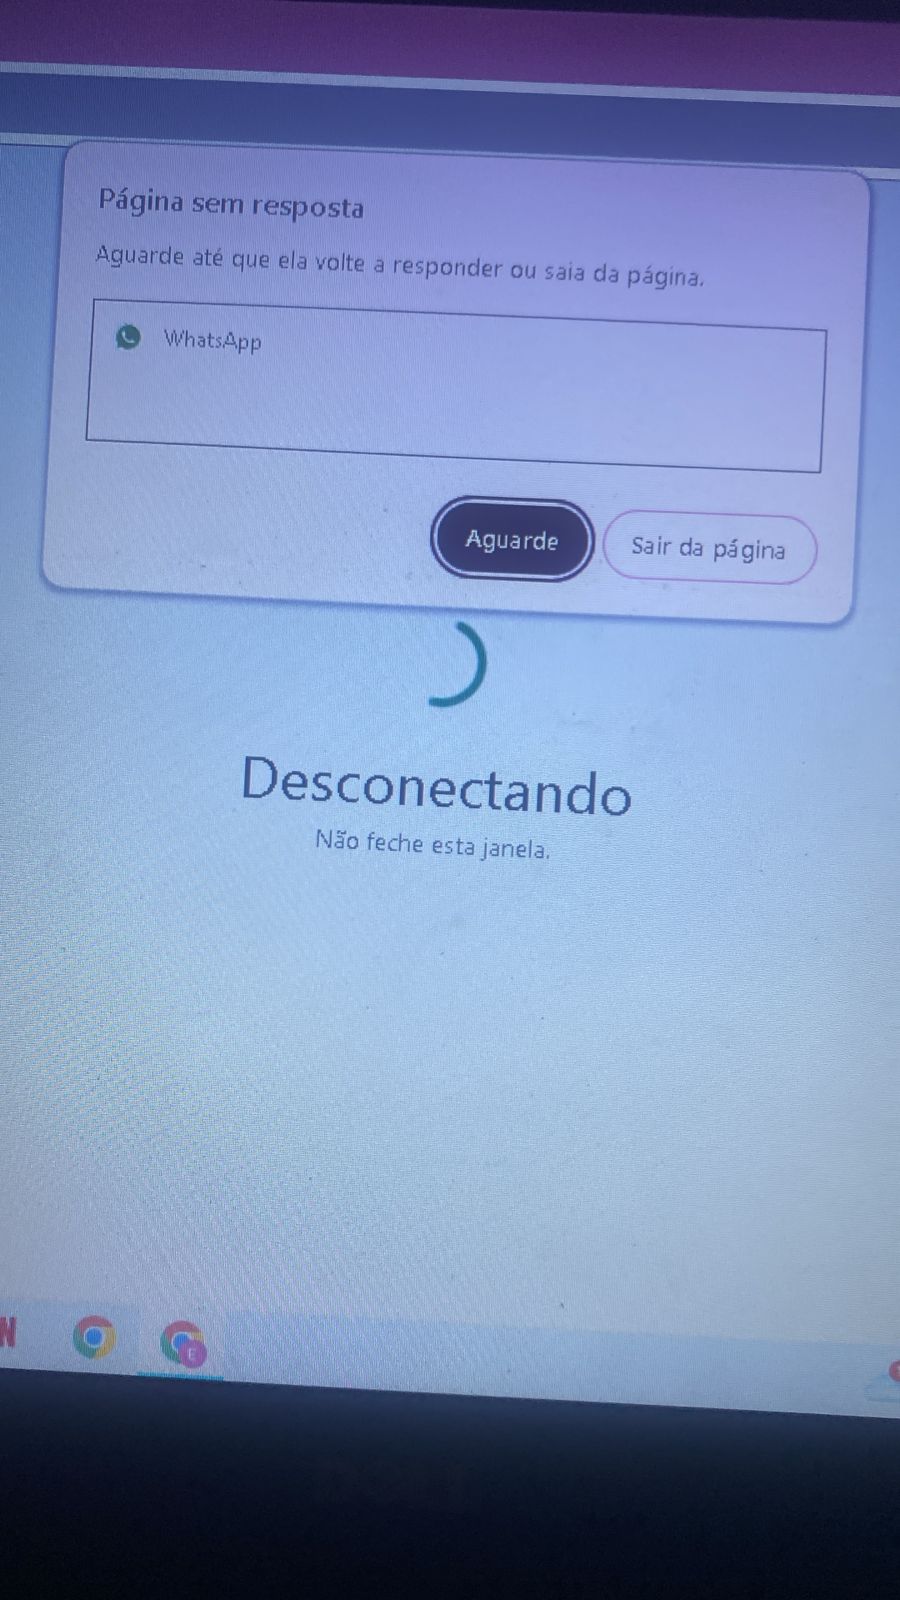 Página sem resposta
Aguarde até que ela volte a responder ou saia da página.
WhatsApp
Aguarde
Sair da página
Desconectando
Não feche esta janela.
N
E